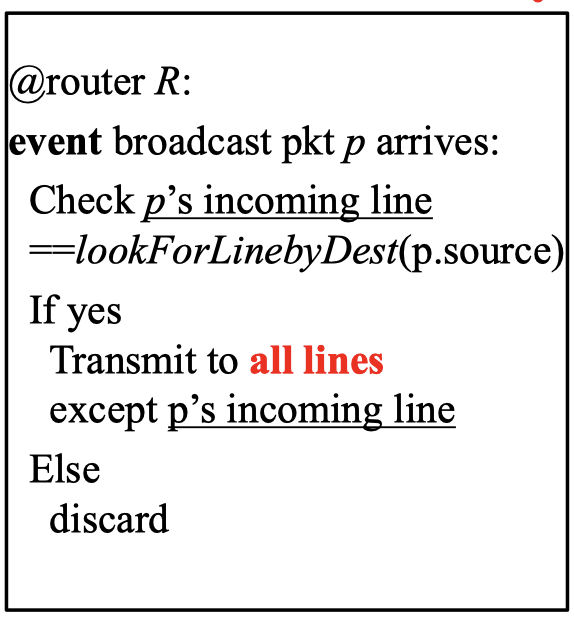 @router R:
event broadcast pkt p arrives:
Check p’s incoming line
==lookForLinebyDest(p.source)
If yes
Transmit to all lines
except p’s incoming line
Else
discard